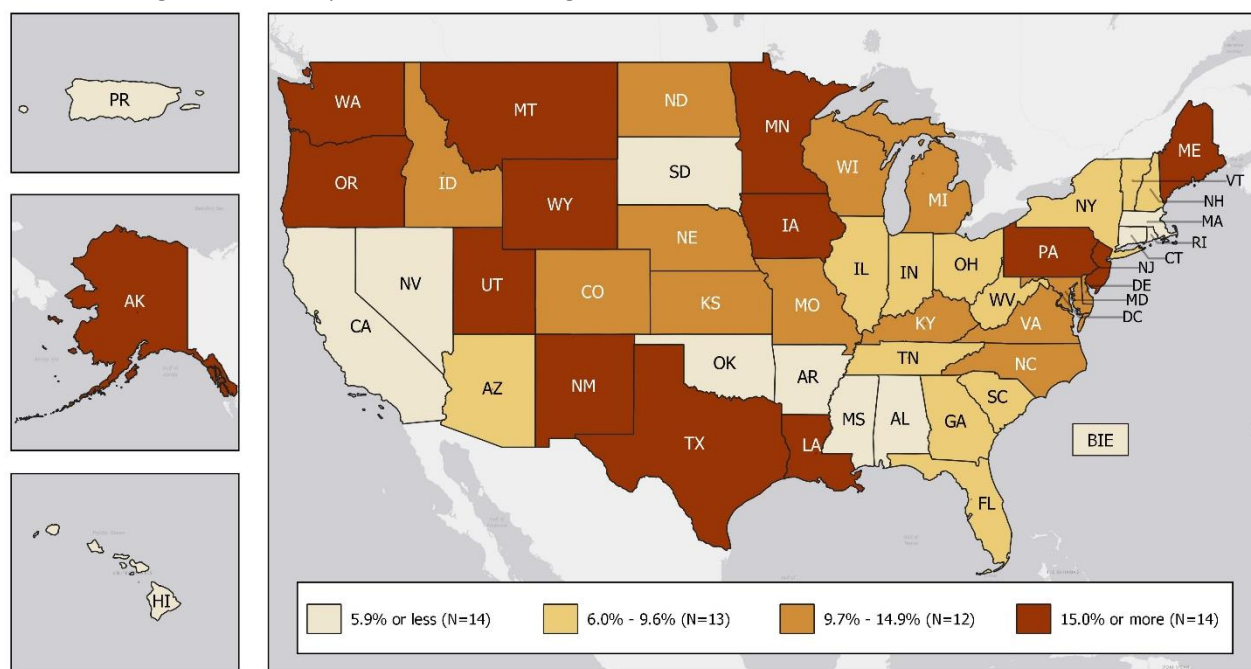 PR
AK
HI
WA
MT
ND
MN
ME
OR
ID
SD
WI
MI
VT
NH
WY
NY
MA
RI
IA
NE
PA
CT
NJ
NV
UT
IL
IN
OH
DE
CO
MD
WV
DC
CA
KS
MO
KY
VA
TN
NC
OK
AR
AZ
NM
SC
MS
AL
GA
TX
LA
BIE
FL
5.9% or less (N=14)
6.0% - 9.6% (N=13)
9.7% - 14.9% (N=12)
15.0% or more (N=14)